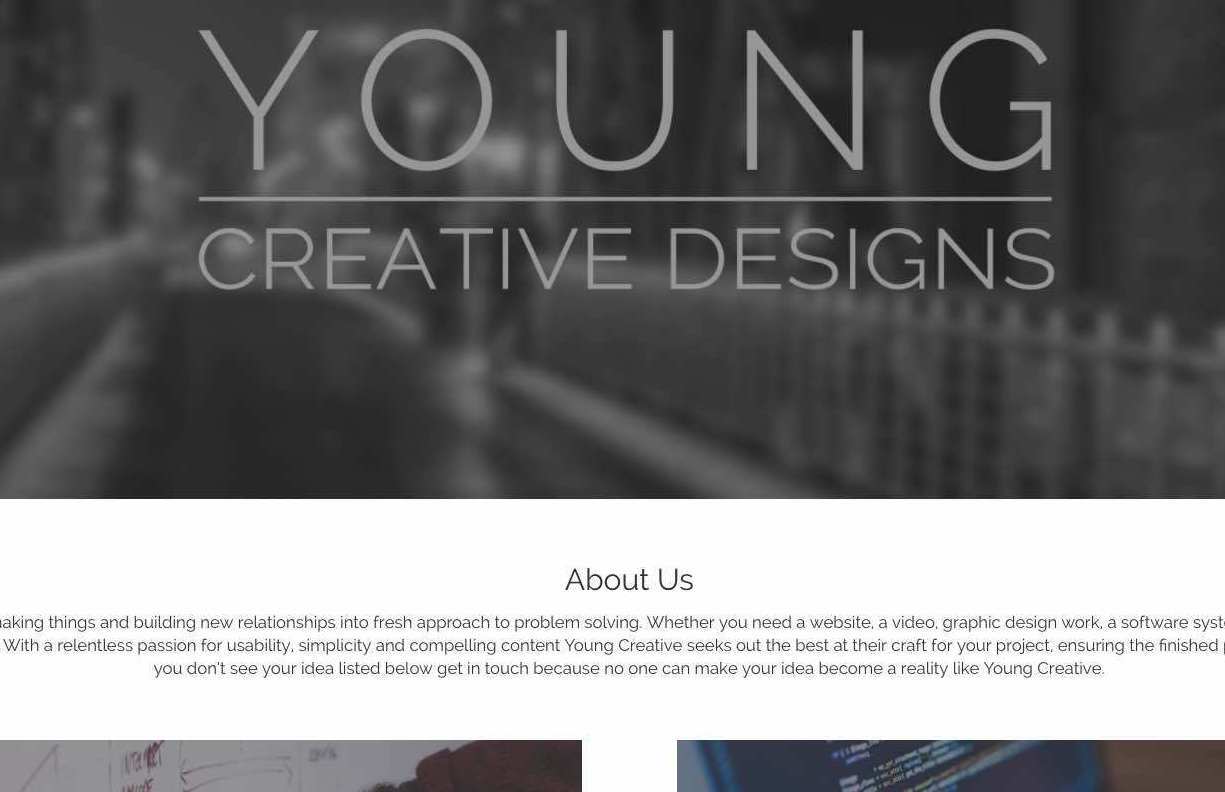 YOUNG
CREATIVE DESIGNS
About Us
things and building new relationships into fresh approach to problem solving. Whether you need a website, a video, graphic design work, a software
With a relentless passion for usability, simplicity and compelling content Young Creative seeks out the best at their craft for your project, ensuring the finished
you don't see your idea listed below get in touch because no one can make your idea become a reality like Young Creative.